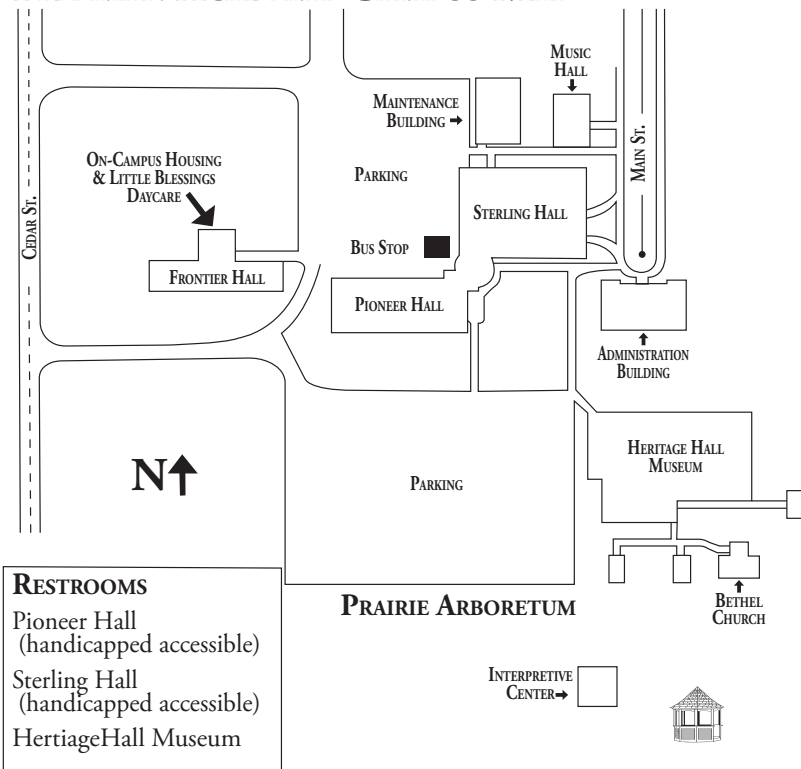 MUSIC
HALL
MAINTENANCE
BUILDING
ON-CAMPUS HOUSING
& LITTLE BLESSINGS
DAYCARE
PARKING
MAIN ST.
CEDAR ST.
STERLING HALL
BUS STOP
FRONTIER HALL
PIONEER HALL
ADMINISTRATION
BUILDING
N
HERITAGE HALL
MUSEUM
PARKING
RESTROOMS
Pioneer Hall
(handicapped accessible)
Sterling Hall
(handicapped accessible)
HertiageHall Museum
PRAIRIE ARBORETUM
BETHEL
CHURCH
INTERPRETIVE
CENTER